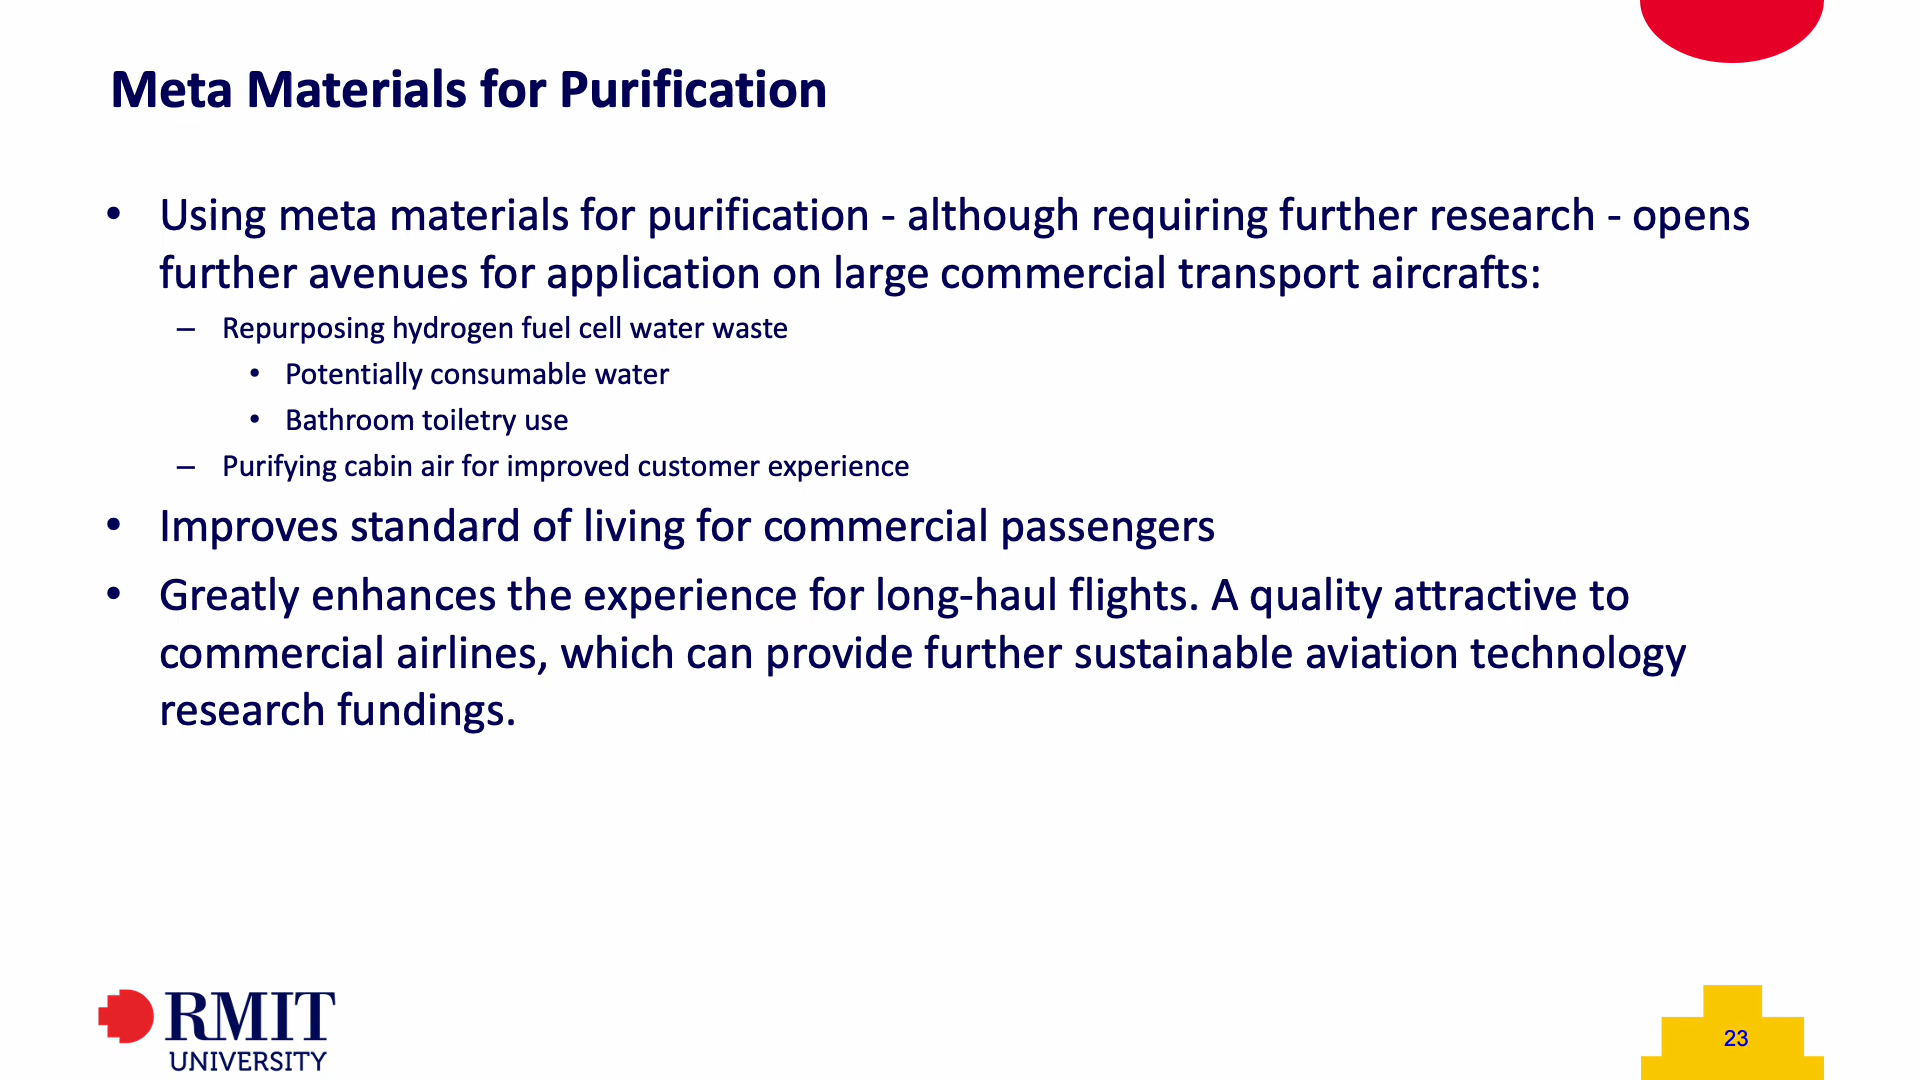 Meta Materials for Purification
• Using meta materials for purification - although requiring further research - opens
further avenues for application on large commercial transport aircrafts:
– Repurposing hydrogen fuel cell water waste
• Potentially consumable water
• Bathroom toiletry use
– Purifying cabin air for improved customer experience
• Improves standard of living for commercial passengers
• Greatly enhances the experience for long-haul flights. A quality attractive to
commercial airlines, which can provide further sustainable aviation technology
research fundings.
RMIT
UNIVERSITY
23